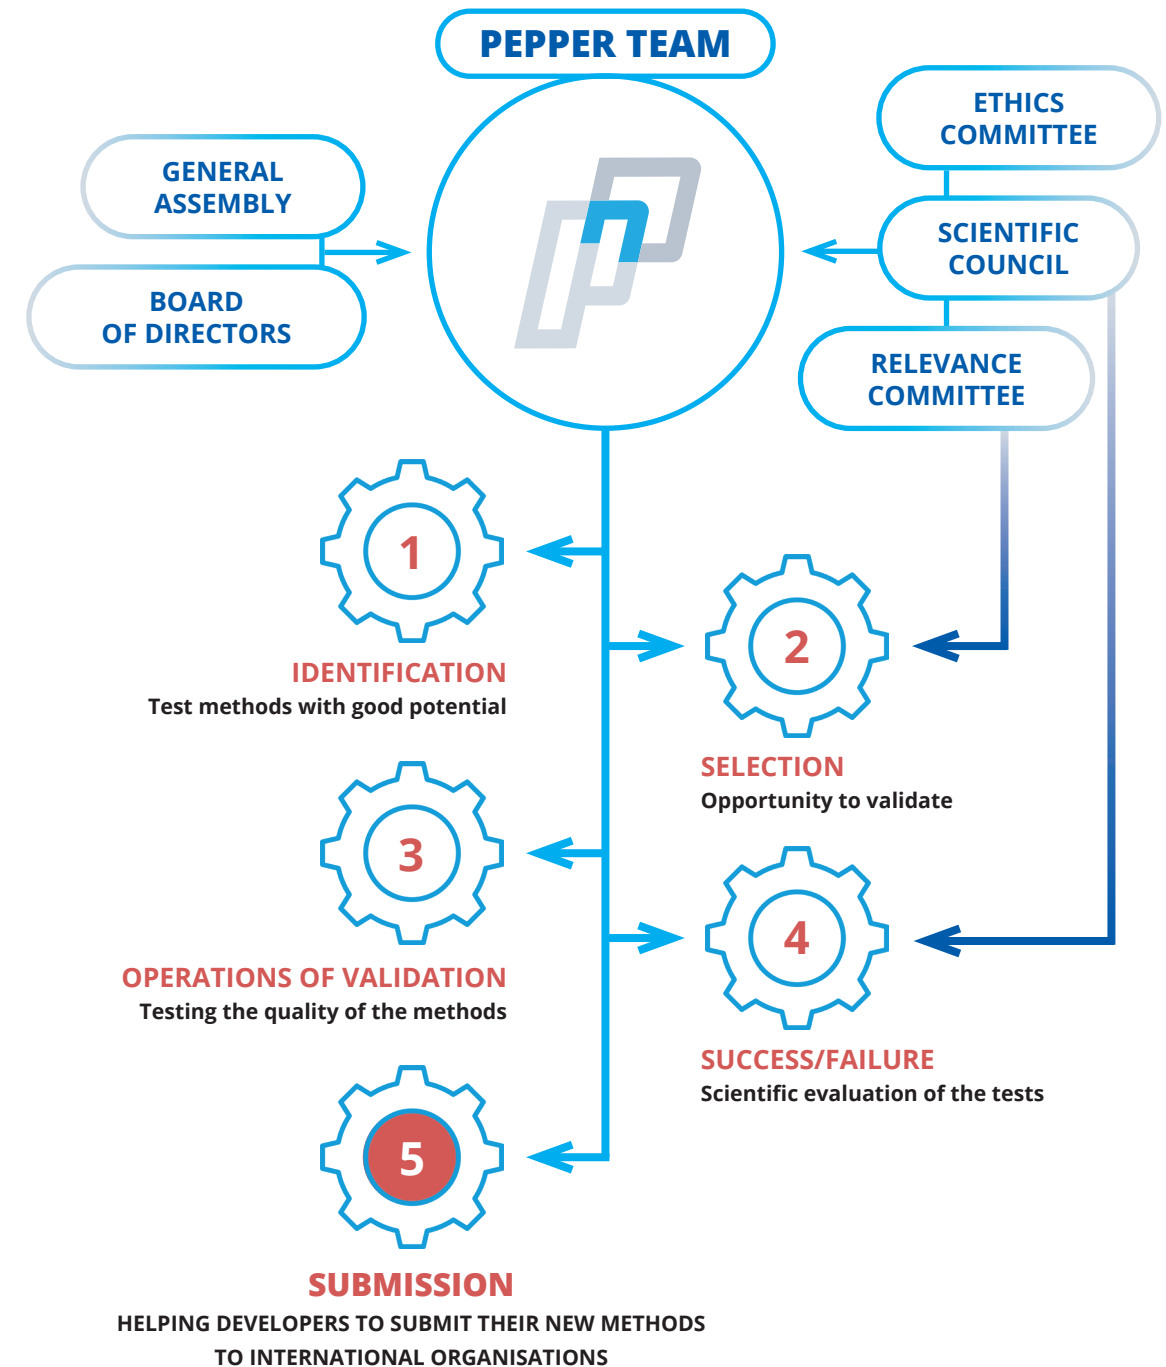 PEPPER TEAM
GENERAL
ASSEMBLY
BOARD
OF DIRECTORS
ETHICS
COMMITTEE
SCIENTIFIC
COUNCIL
RELEVANCE
COMMITTEE
1
IDENTIFICATION
Test methods with good potential
2
SELECTION
Opportunity to validate
3
OPERATIONS OF VALIDATION
Testing the quality of the methods
4
SUCCESS/FAILURE
Scientific evaluation of the tests
5
SUBMISSION
HELPING DEVELOPERS TO SUBMIT THEIR NEW METHODS
TO INTERNATIONAL ORGANISATIONS